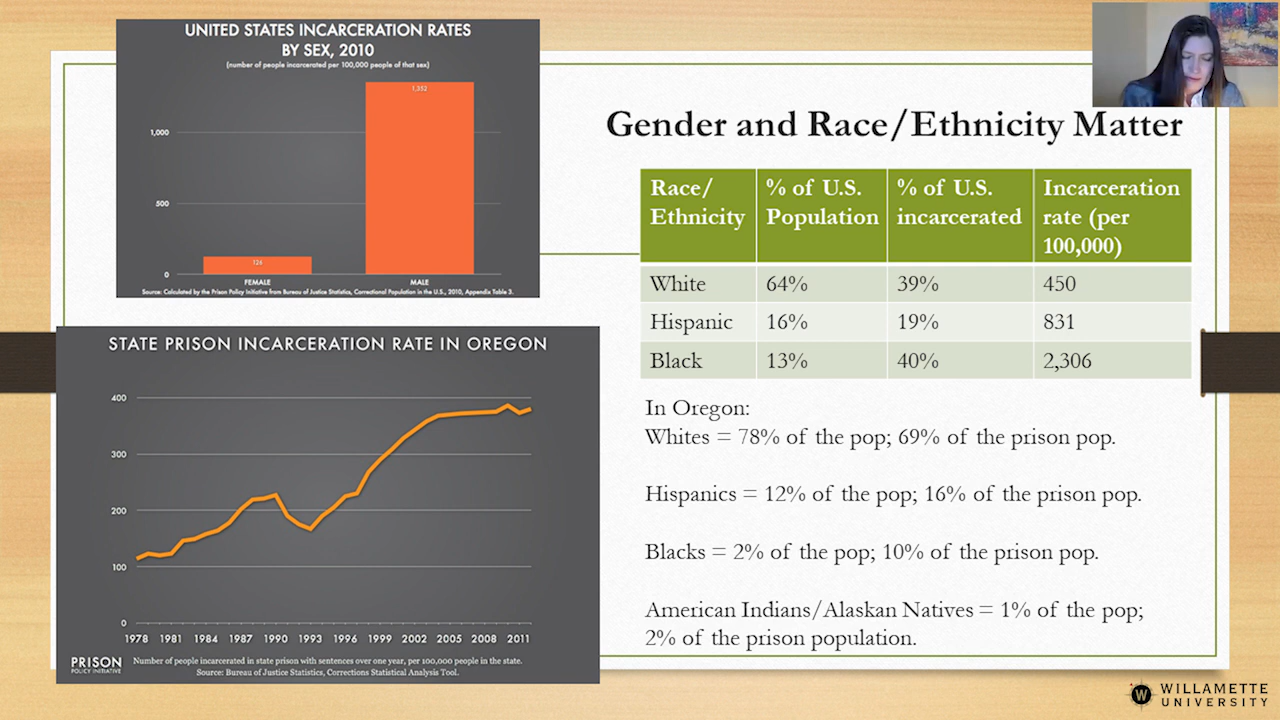 UNITED STATES INCARCERATION RATES
BY SEX, 2010
(number of people incarcerated per 100,000 people of that sex)
1,352
1,000
500
126
0
FEMALE MALE
Source: Calculated by the Prison Policy Initiative from Bureau of Justice Statistics, Correctional Population in the U.S., 2010, Appendix Table 3.
STATE PRISON INCARCERATION RATE IN OREGON
400
300
200
100
0
1978 1981 1984 1987 1990 1993 1996 1999 2002 2005 2008 2011
PRISON
POLICY INITIATIVE
Number of people incarcerated in state prison with sentences over one year, per 100,000 people in the state.
Source: Bureau of Justice Statistics, Corrections Statistical Analysis Tool.
Gender and Race/Ethnicity Matter
Race/ % of U.S. % of U.S. Incarceration
Ethnicity Population incarcerated rate (per
100,000)
White 64% 39% 450
Hispanic 16% 19% 831
Black 13% 40% 2,306
In Oregon:
Whites = 78% of the pop; 69% of the prison pop.
Hispanics = 12% of the pop; 16% of the prison pop.
Blacks = 2% of the pop; 10% of the prison pop.
American Indians/Alaskan Natives = 1% of the pop;
2% of the prison population.
W WILLAMETTE
UNIVERSITY